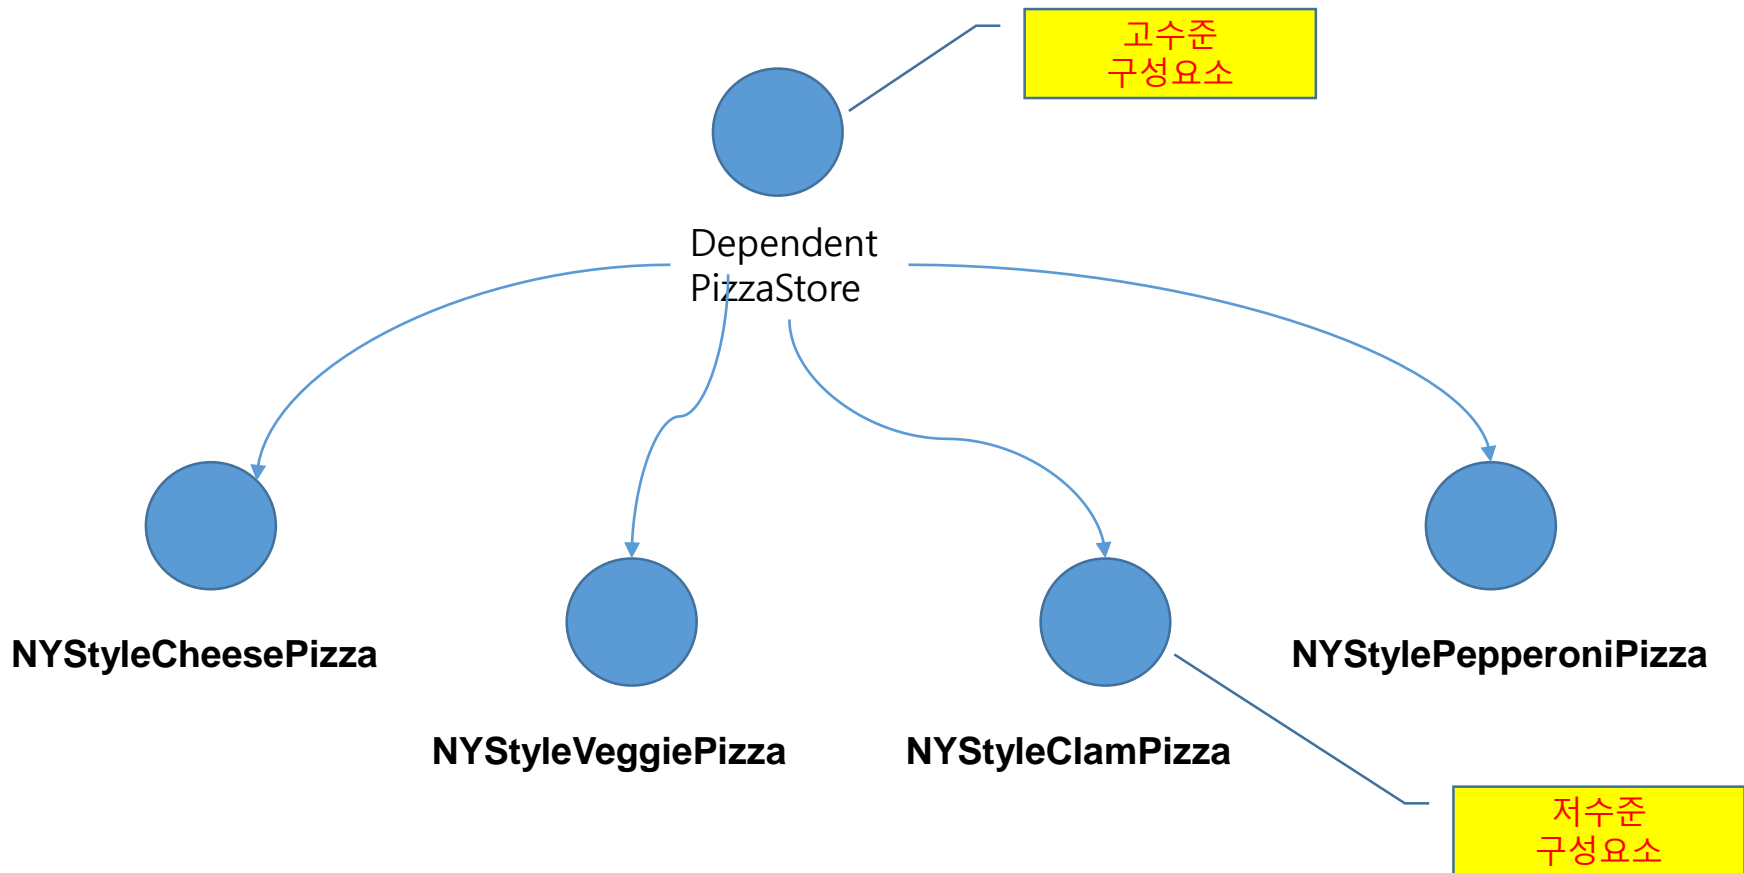 고수준
구성요소
Dependent
PizzaStore
NYStyleCheesePizza
NYStylePepperoniPizza
NYStyleVeggiePizza
NYStyleClamPizza
저수준
구성요소